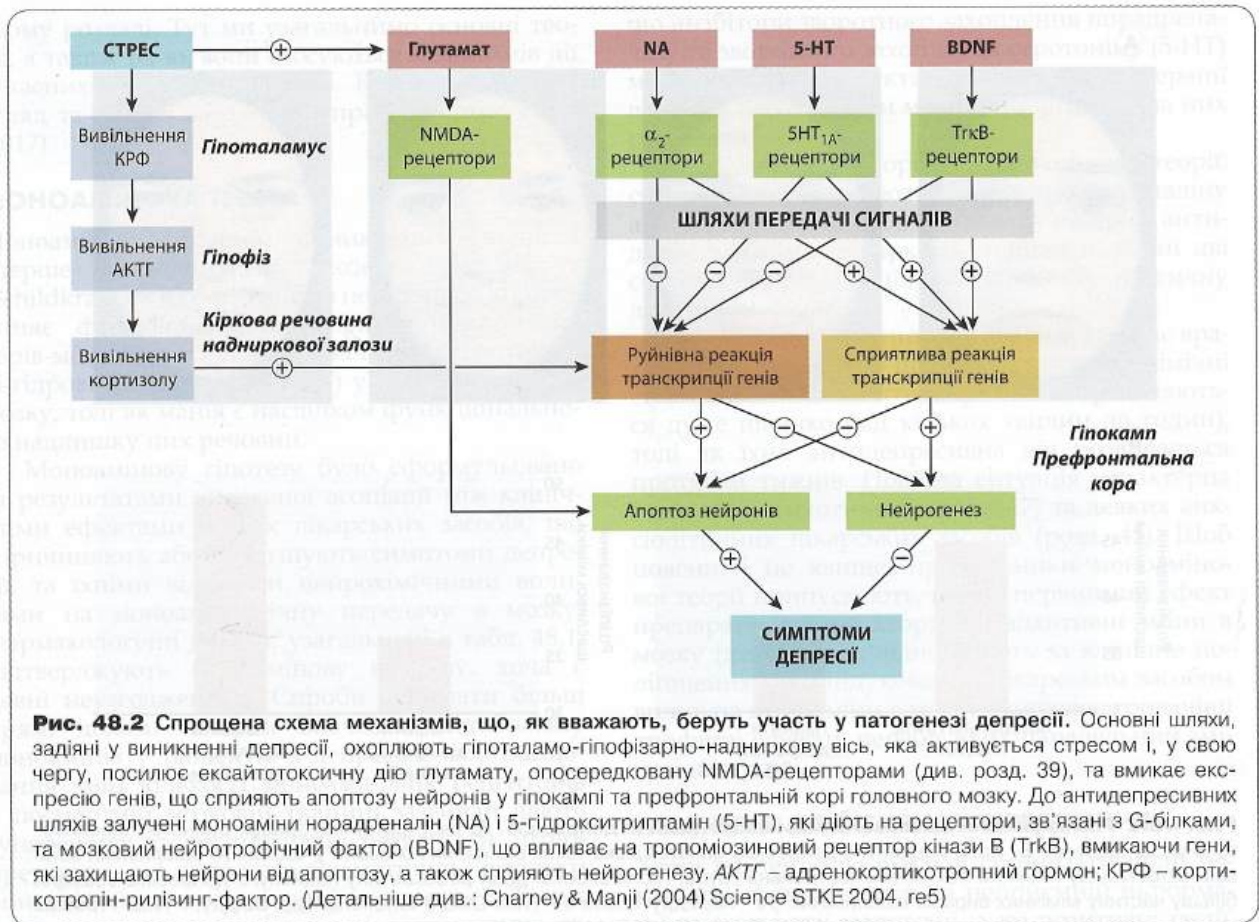 СТРЕС
+
Глутамат
NA
5-HT
BDNF
Вивільнення
КРФ
Гіпоталамус
NMDA-
рецептори
α₂-
рецептори
5HT₁A-
рецептори
TrκB-
рецептори
ШЛЯХИ ПЕРЕДАЧІ СИГНАЛІВ
Вивільнення
АКТГ
Гіпофіз
− − − + + +
Кіркова речовина
надниркової залози
Вивільнення
кортизолу
+
Руйнівна реакція
транскрипції генів
Сприятлива реакція
транскрипції генів
+ − − +
Гіпокамп
Префронтальна
кора
Апоптоз нейронів
Нейрогенез
+ −
СИМПТОМИ
ДЕПРЕСІЇ
Рис. 48.2 Спрощена схема механізмів, що, як вважають, беруть участь у патогенезі депресії. Основні шляхи,
задіяні у виникненні депресії, охоплюють гіпоталамо-гіпофізарно-надниркову вісь, яка активується стресом і, у свою
чергу, посилює ексайтотоксичну дію глутамату, опосередковану NMDA-рецепторами (див. розд. 39), та вмикає екс-
пресію генів, що сприяють апоптозу нейронів у гіпокампі та префронтальній корі головного мозку. До антидепресивних
шляхів залучені моноаміни норадреналін (NA) і 5-гідрокситриптамін (5-HT), які діють на рецептори, зв’язані з G-білками,
та мозковий нейротрофічний фактор (BDNF), що впливає на тропоміозиновий рецептор кінази B (TrkB), вмикаючи гени,
які захищають нейрони від апоптозу, а також сприяють нейрогенезу. АКТГ – адренокортикотропний гормон; КРФ – корти-
котропін-рилізинг-фактор. (Детальніше див.: Charney & Manji (2004) Science STKE 2004, re5)